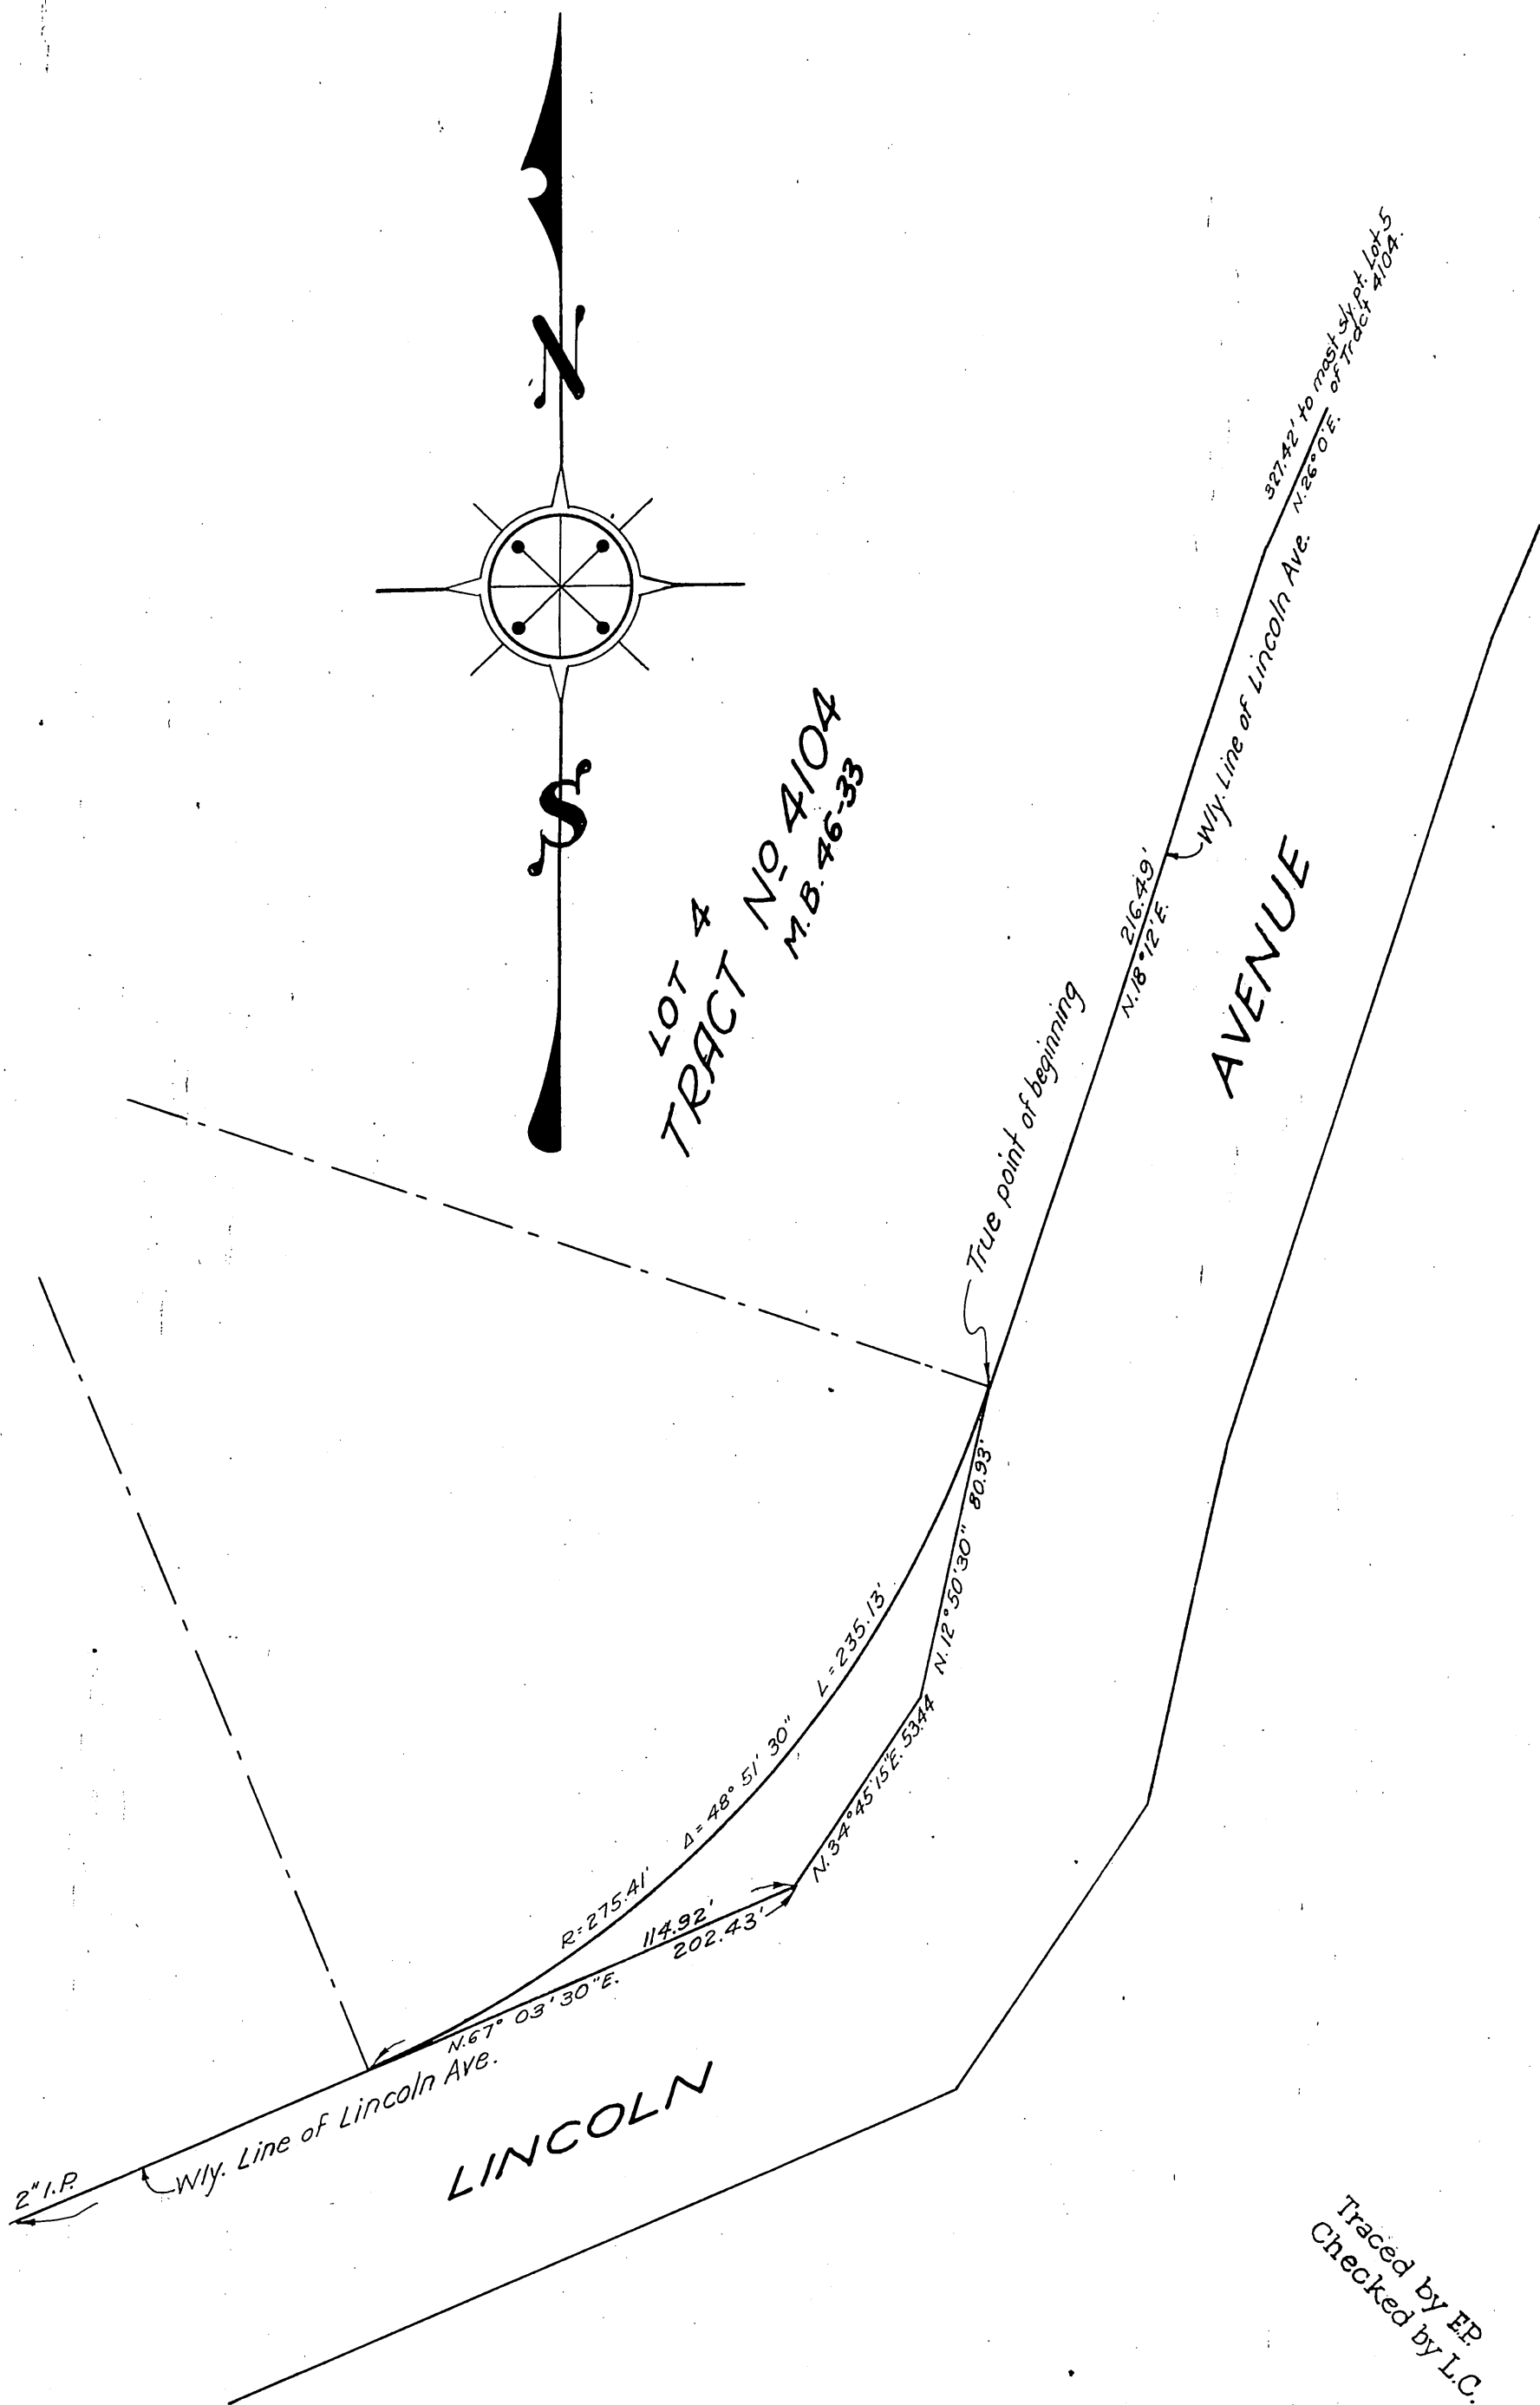 N
S
LOT 4
TRACT Nº 4104
M.B. 46-33
327.42' to most Sly. pt. Lot 5
N.26°0'E. of Tract 4104.
Wly. Line of Lincoln Ave.
216.49'
N.18°12'E.
AVENUE
True point of beginning
N.12°50'30" 80.93'
N.34°45'15"E. 53.44
R=275.41' Δ=48°51'30" L=235.13'
114.92'
202.43'
N.67°03'30"E.
Wly. Line of Lincoln Ave.
2" I.P.
LINCOLN
Traced by E.P.
Checked by L.C.